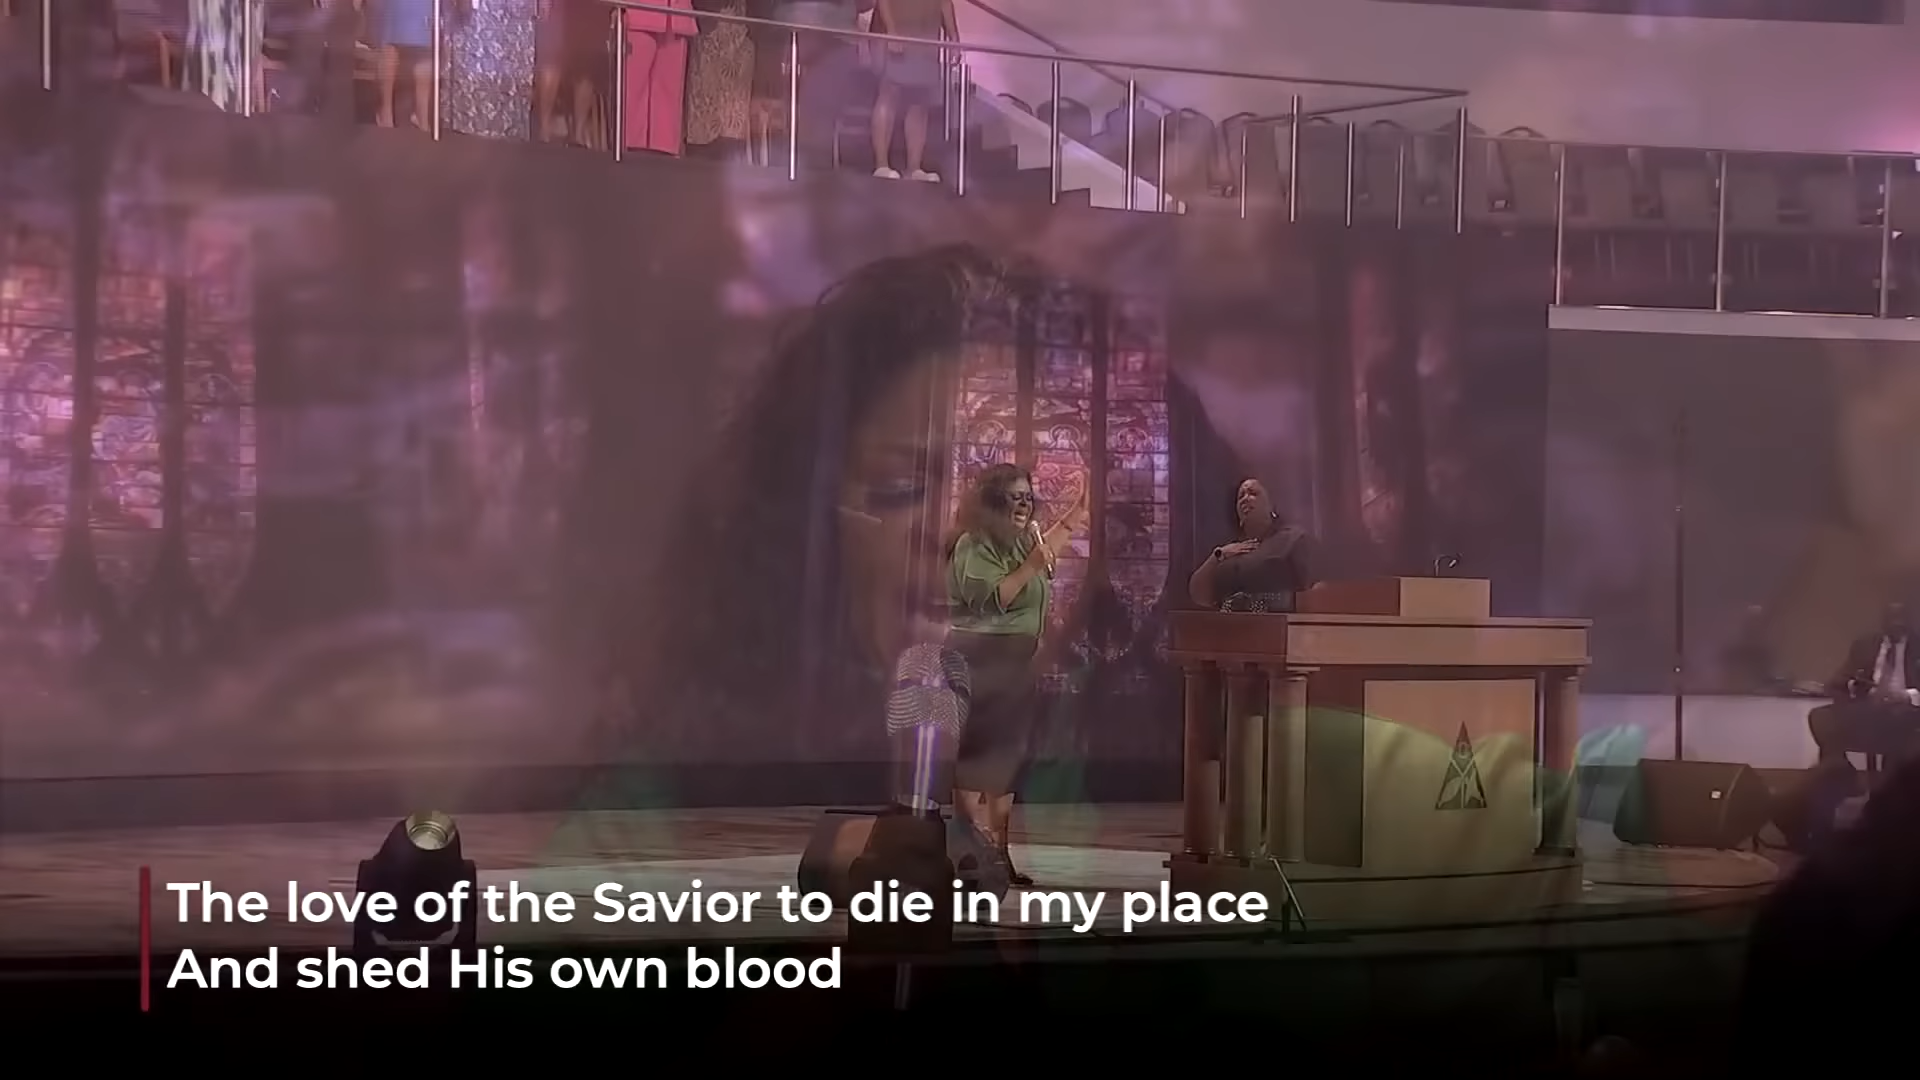 The love of the Savior to die in my place
And shed His own blood